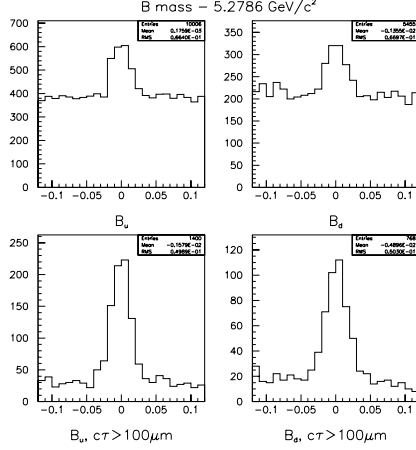 B mass − 5.2786 GeV/c²
Entries 10006
Mean 0.1759E-03
RMS 0.6640E-01
700
600
500
400
300
200
100
0
-0.1 -0.05 0 0.05 0.1
B_u
Entries 5455
Mean -0.1355E-02
RMS 0.6697E-01
350
300
250
200
150
100
50
0
-0.1 -0.05 0 0.05 0.1
B_d
Entries 1400
Mean -0.1579E-02
RMS 0.4989E-01
250
200
150
100
50
0
-0.1 -0.05 0 0.05 0.1
B_u, cτ>100μm
Entries 768
Mean -0.4896E-02
RMS 0.5030E-01
120
100
80
60
40
20
0
-0.1 -0.05 0 0.05 0.1
B_d, cτ>100μm